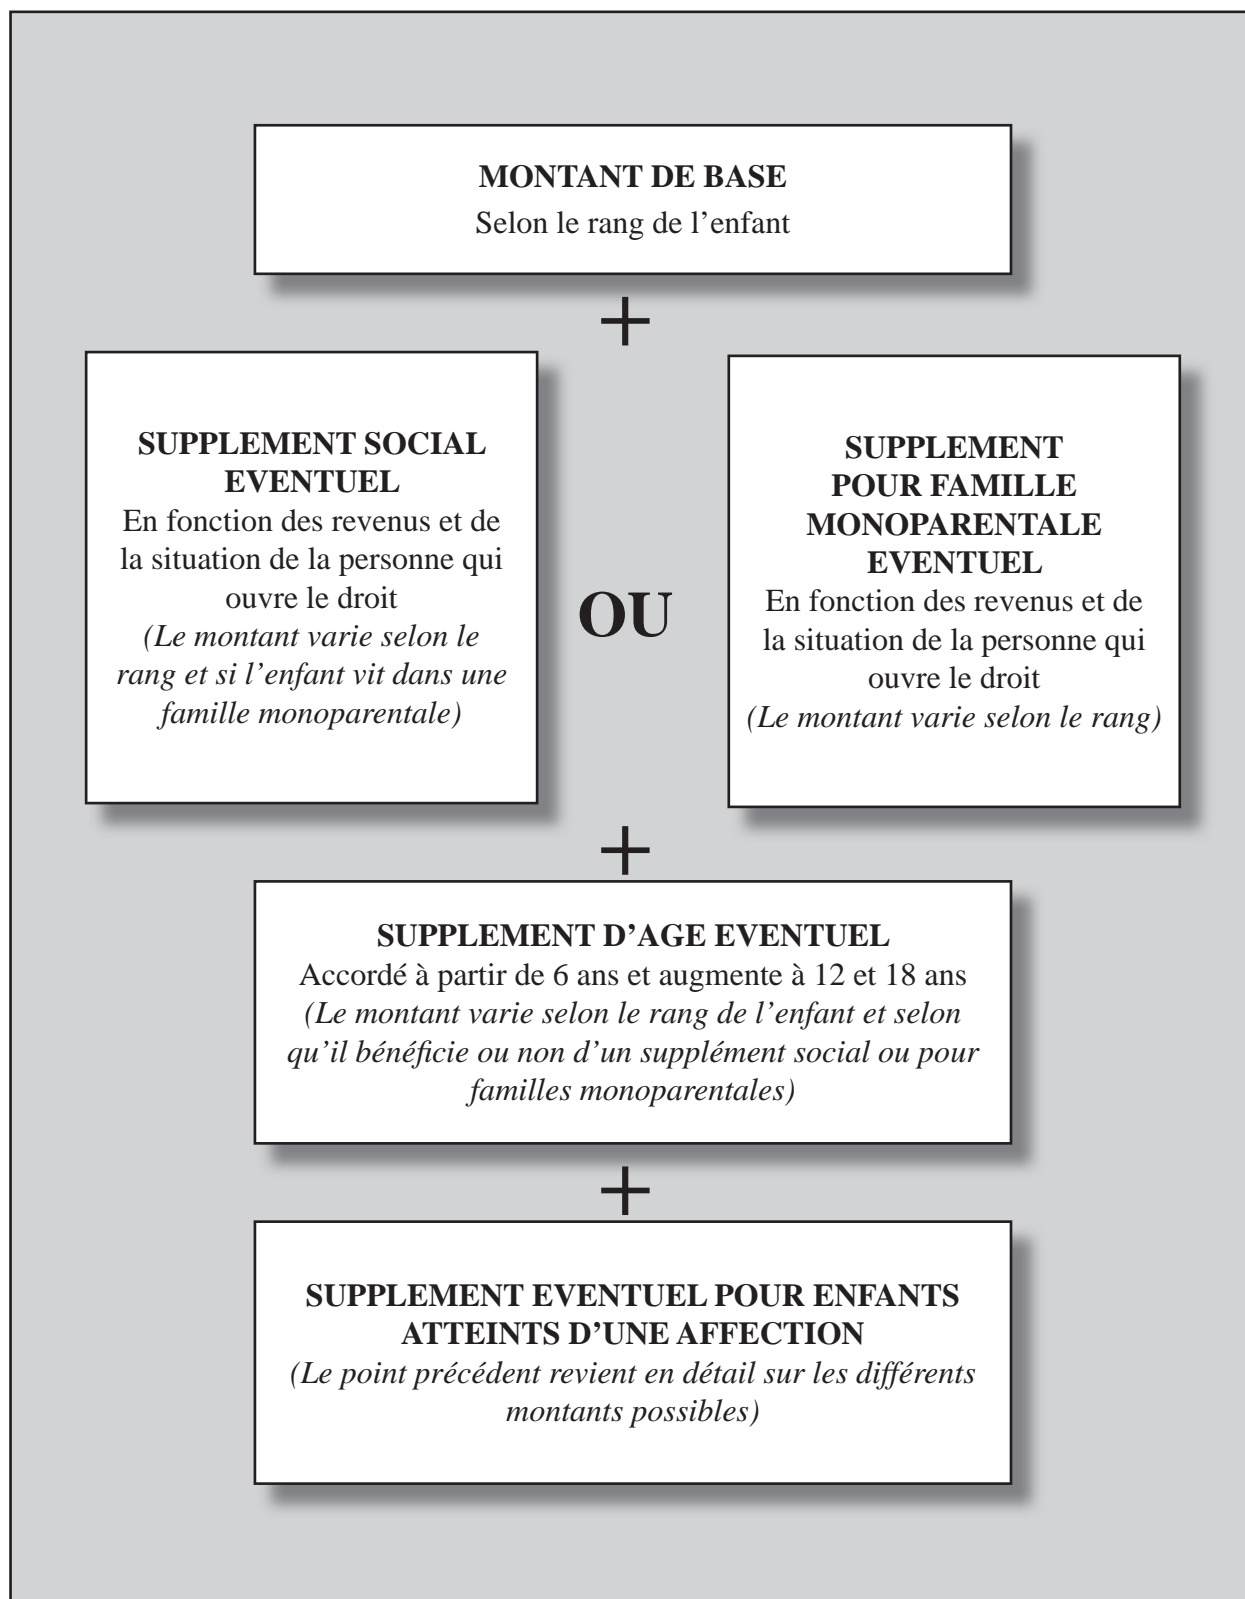 MONTANT DE BASE
Selon le rang de l’enfant
+
SUPPLEMENT SOCIAL
EVENTUEL
En fonction des revenus et de
la situation de la personne qui
ouvre le droit
(Le montant varie selon le
rang et si l’enfant vit dans une
famille monoparentale)
OU
SUPPLEMENT
POUR FAMILLE
MONOPARENTALE
EVENTUEL
En fonction des revenus et de
la situation de la personne qui
ouvre le droit
(Le montant varie selon le rang)
+
SUPPLEMENT D’AGE EVENTUEL
Accordé à partir de 6 ans et augmente à 12 et 18 ans
(Le montant varie selon le rang de l’enfant et selon
qu’il bénéficie ou non d’un supplément social ou pour
familles monoparentales)
+
SUPPLEMENT EVENTUEL POUR ENFANTS
ATTEINTS D’UNE AFFECTION
(Le point précédent revient en détail sur les différents
montants possibles)